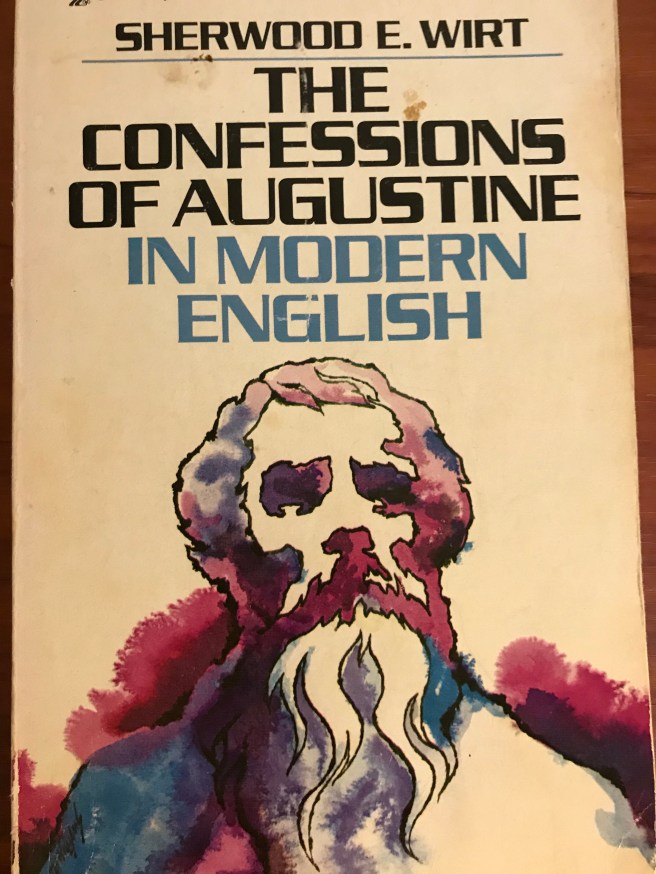 SHERWOOD E. WIRT
THE
CONFESSIONS
OF AUGUSTINE
IN MODERN
ENGLISH